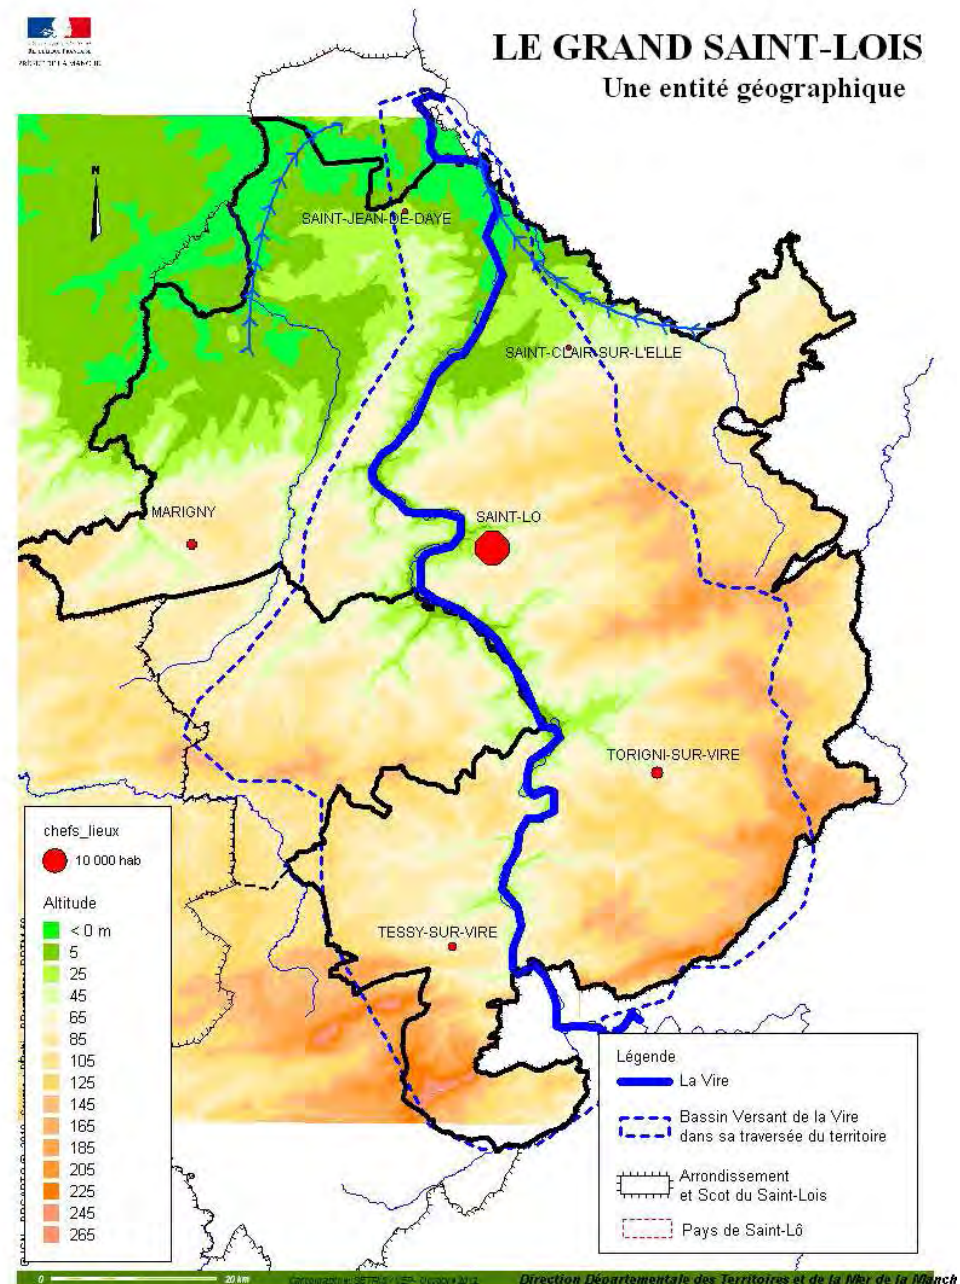 LE GRAND SAINT-LOIS
Une entité géographique
PRÉFET DE LA MANCHE
N
SAINT-JEAN-DE-DAYE
SAINT-CLAIR-SUR-L'ELLE
MARIGNY
SAINT-LO
TORIGNI-SUR-VIRE
TESSY-SUR-VIRE
chefs_lieux
10 000 hab
Altitude
< 0 m
5
25
45
65
85
105
125
145
165
185
205
225
245
265
Légende
La Vire
Bassin Versant de la Vire
dans sa traversée du territoire
Arrondissement
et Scot du Saint-Lois
Pays de Saint-Lô
0 20 km
Direction Départementale des Territoires et de la Mer de la Manch